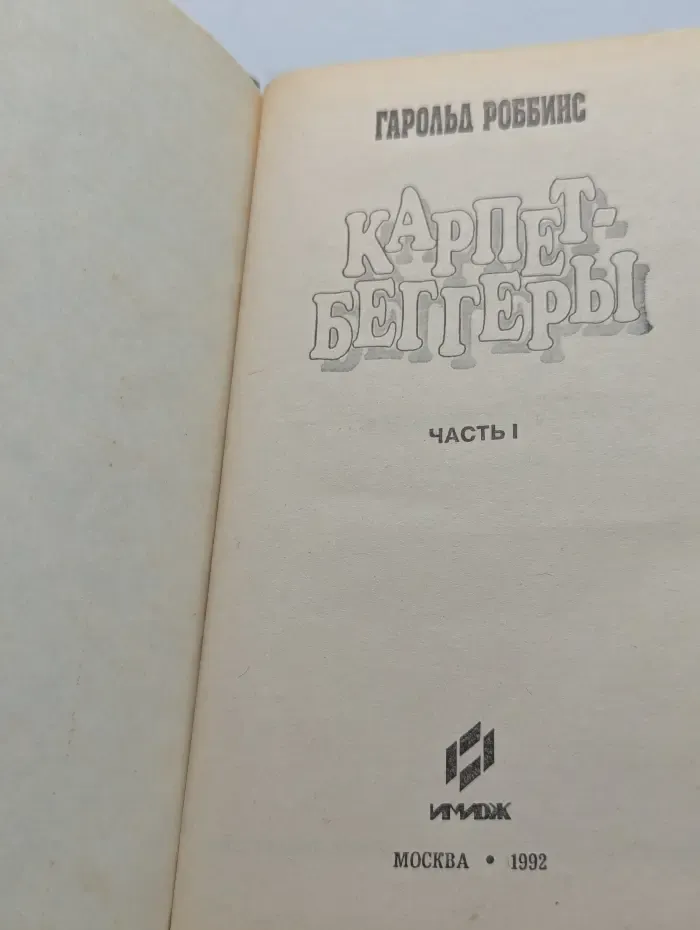 ГАРОЛЬД РОББИНС
КАРПЕТ-
БЕГГЕРЫ
ЧАСТЬ I
ИМИДЖ
МОСКВА • 1992